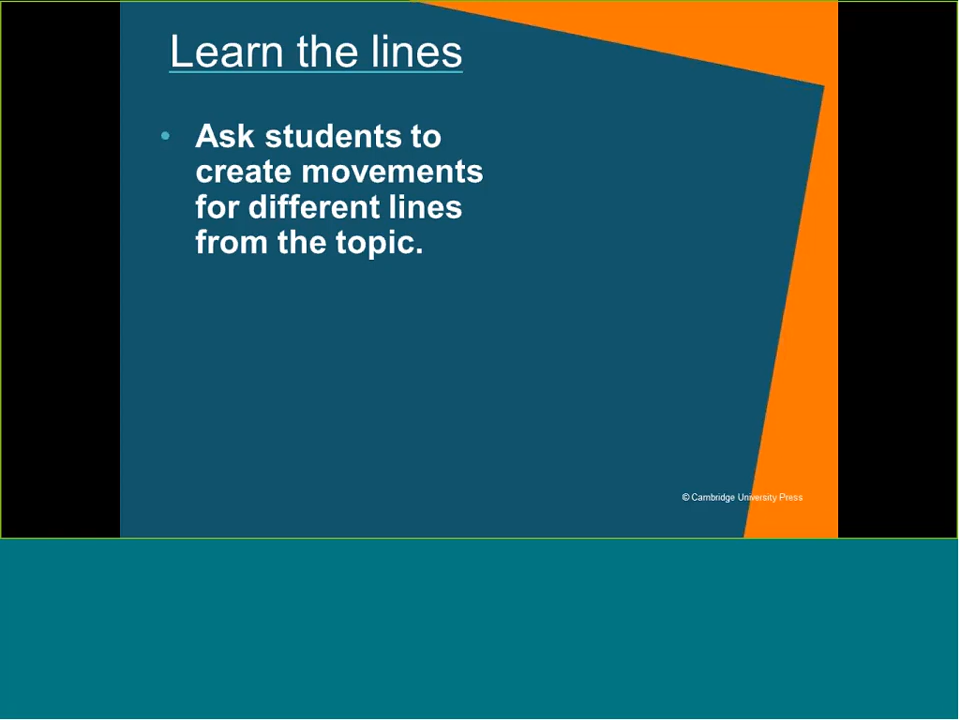 Learn the lines
• Ask students to
create movements
for different lines
from the topic.
© Cambridge University Press